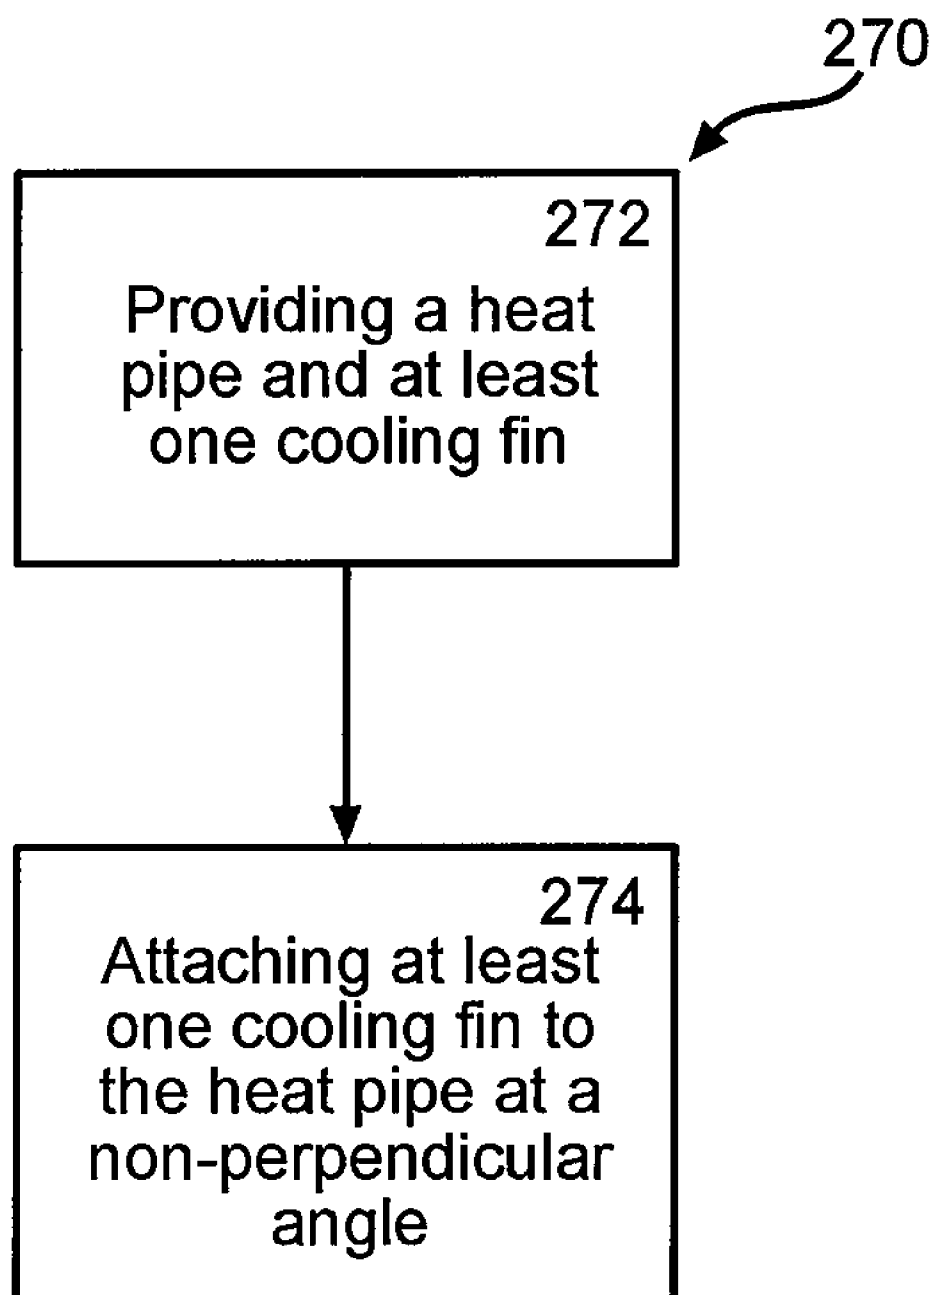 270
272
Providing a heat
pipe and at least
one cooling fin
274
Attaching at least
one cooling fin to
the heat pipe at a
non-perpendicular
angle